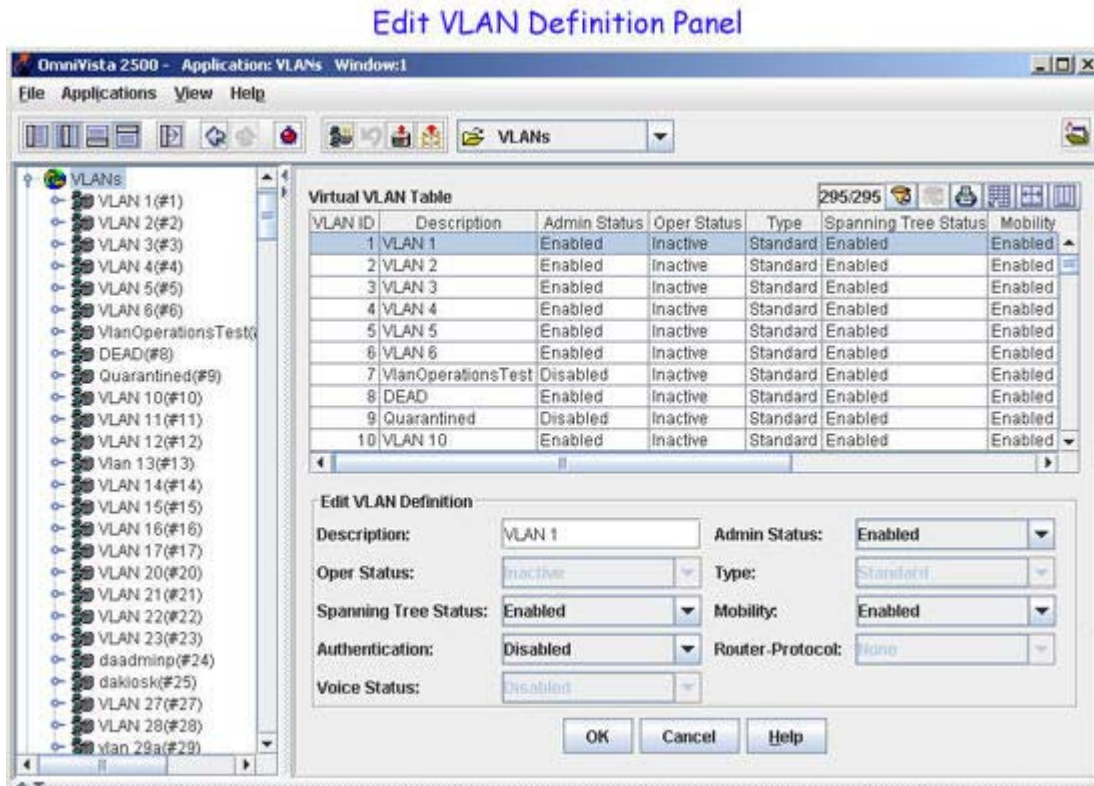 Edit VLAN Definition Panel
OmniVista 2500 - Application: VLANs Window:1
File Applications View Help
VLANs
VLANs
VLAN 1(#1)
VLAN 2(#2)
VLAN 3(#3)
VLAN 4(#4)
VLAN 5(#5)
VLAN 6(#6)
VlanOperationsTest(
DEAD(#8)
Quarantined(#9)
VLAN 10(#10)
VLAN 11(#11)
VLAN 12(#12)
Vlan 13(#13)
VLAN 14(#14)
VLAN 15(#15)
VLAN 16(#16)
VLAN 17(#17)
VLAN 20(#20)
VLAN 21(#21)
VLAN 22(#22)
VLAN 23(#23)
daadminp(#24)
dakiosk(#25)
VLAN 27(#27)
VLAN 28(#28)
vlan 29a(#29)
Virtual VLAN Table 295/295
VLAN ID Description Admin Status Oper Status Type Spanning Tree Status Mobility
1 VLAN 1 Enabled Inactive Standard Enabled Enabled
2 VLAN 2 Enabled Inactive Standard Enabled Enabled
3 VLAN 3 Enabled Inactive Standard Enabled Enabled
4 VLAN 4 Enabled Inactive Standard Enabled Enabled
5 VLAN 5 Enabled Inactive Standard Enabled Enabled
6 VLAN 6 Enabled Inactive Standard Enabled Enabled
7 VlanOperationsTest Disabled Inactive Standard Enabled Enabled
8 DEAD Enabled Inactive Standard Enabled Enabled
9 Quarantined Disabled Inactive Standard Enabled Enabled
10 VLAN 10 Enabled Inactive Standard Enabled Enabled
Edit VLAN Definition
Description: VLAN 1 Admin Status: Enabled
Oper Status: Inactive Type: Standard
Spanning Tree Status: Enabled Mobility: Enabled
Authentication: Disabled Router-Protocol: None
Voice Status: Disabled
OK Cancel Help